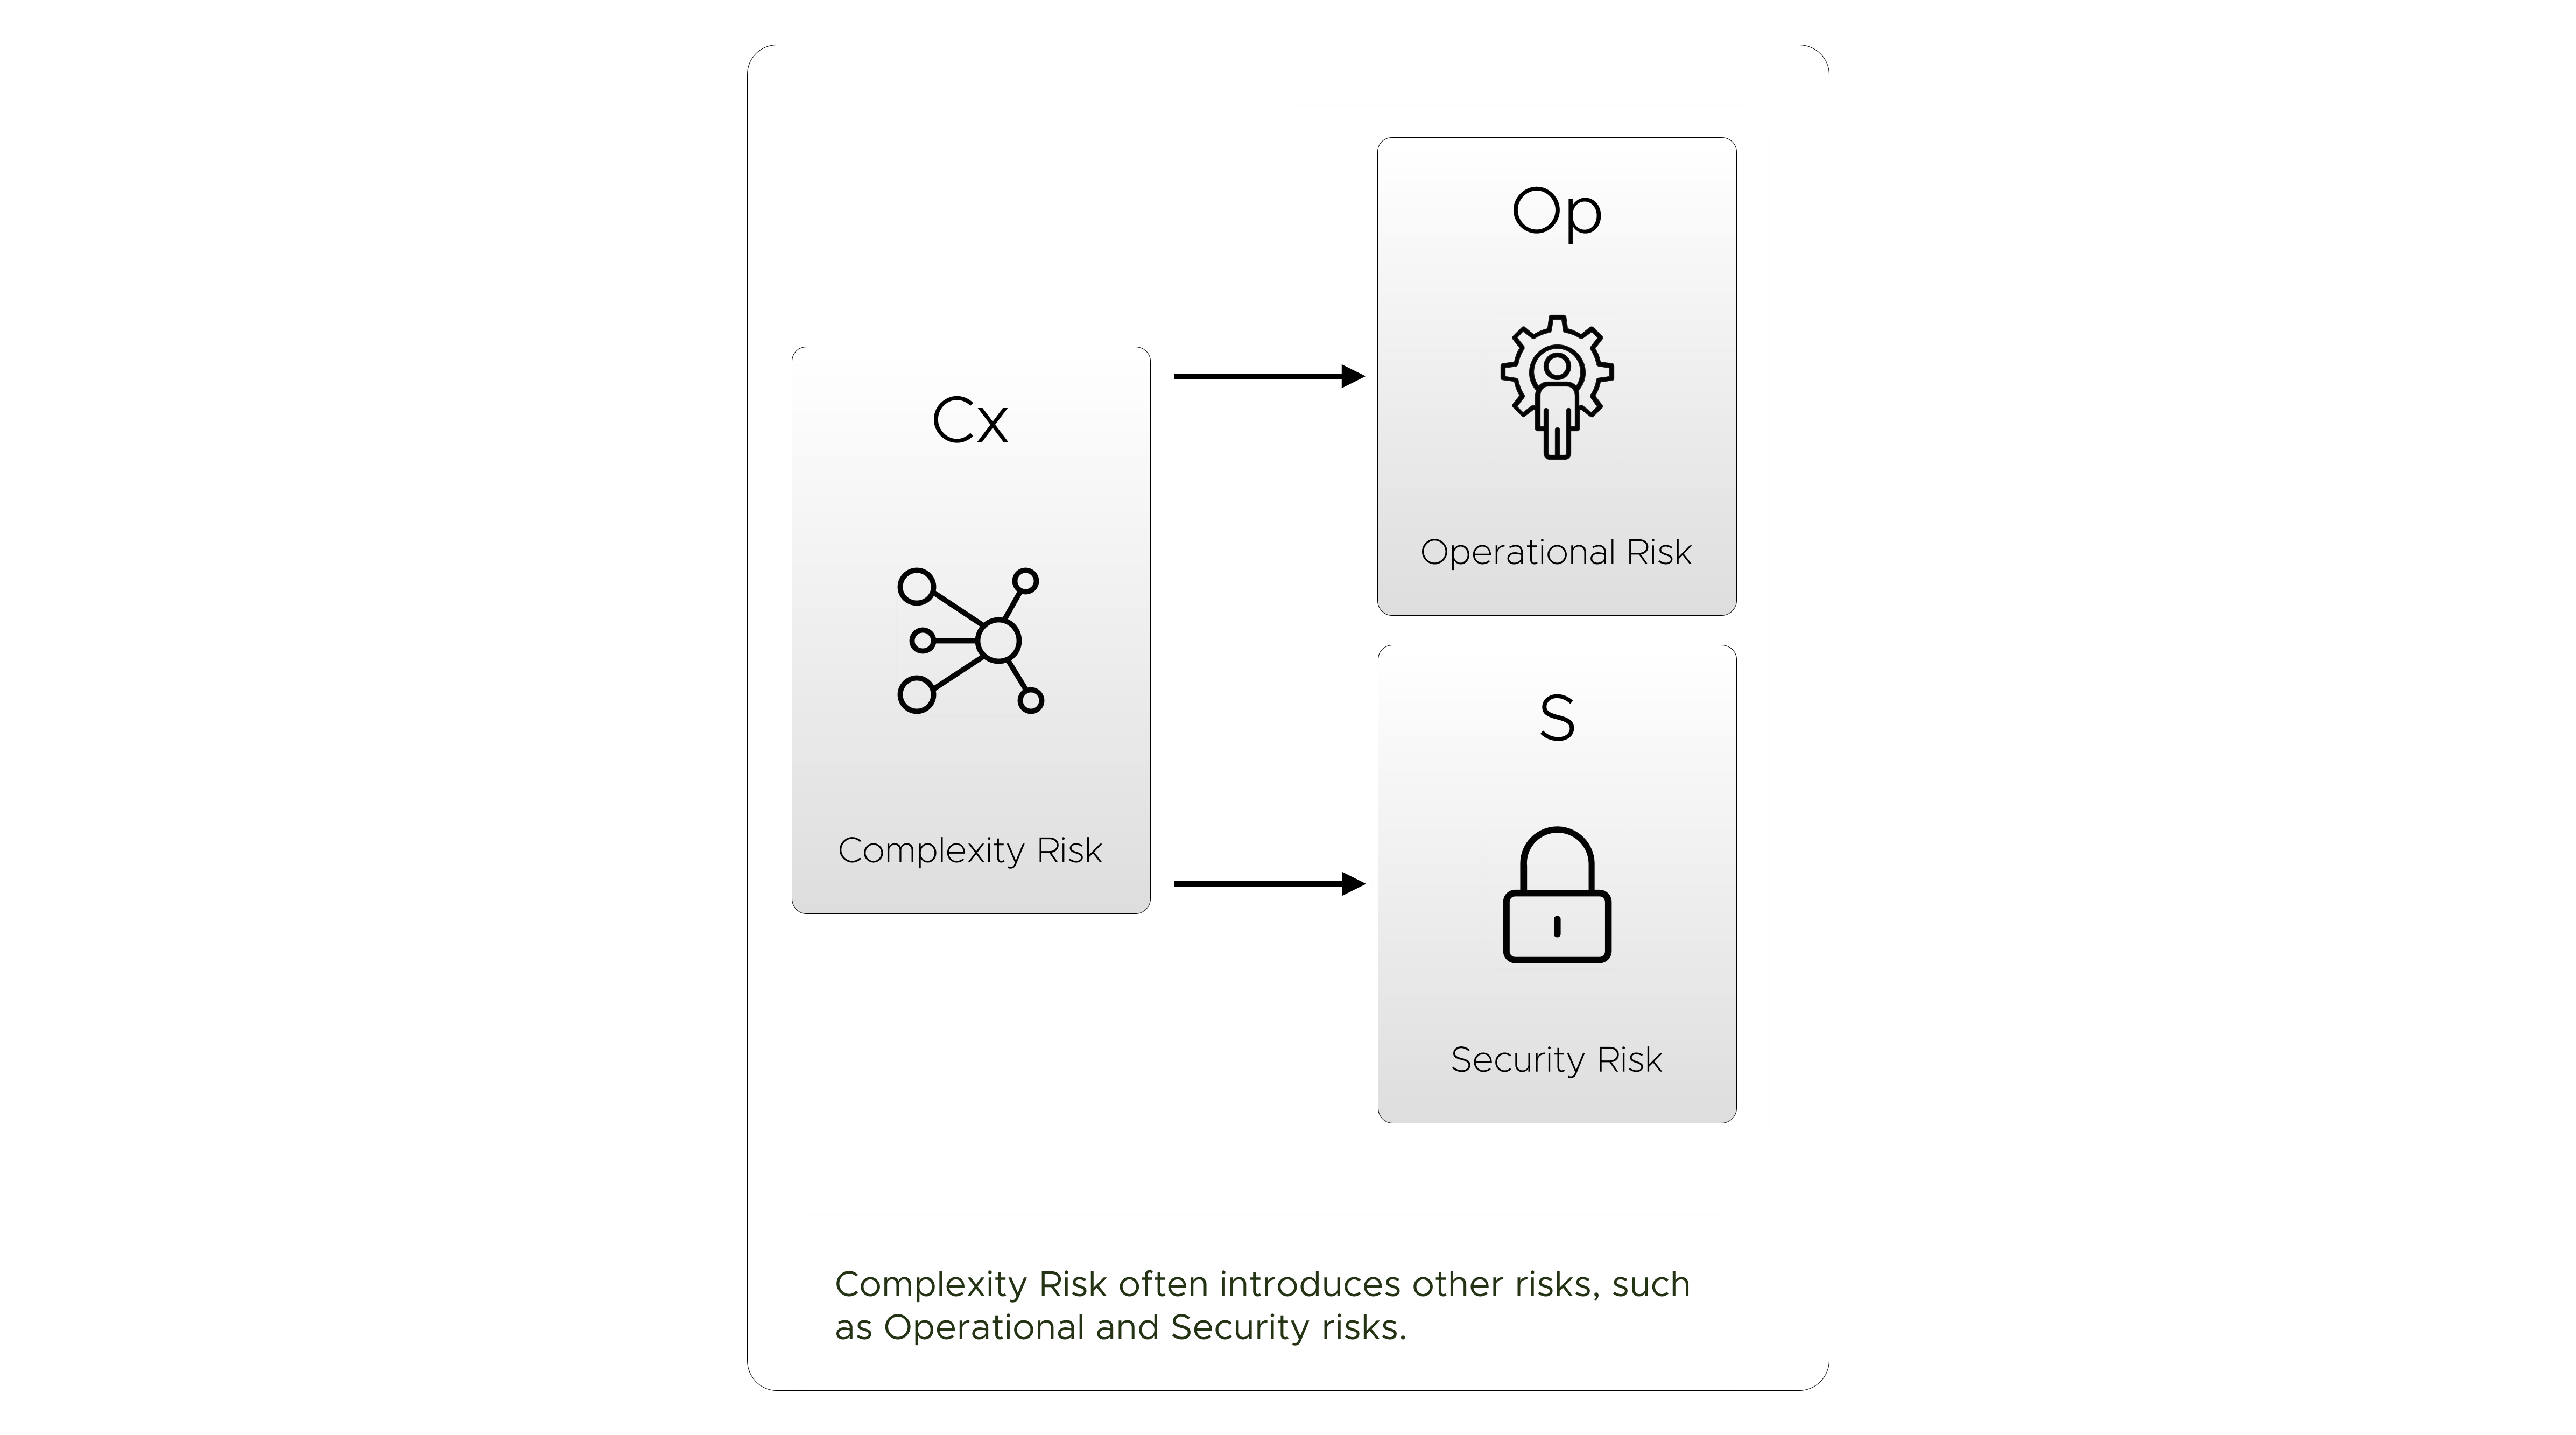 Cx
Complexity Risk
Op
Operational Risk
S
Security Risk
Complexity Risk often introduces other risks, such
as Operational and Security risks.